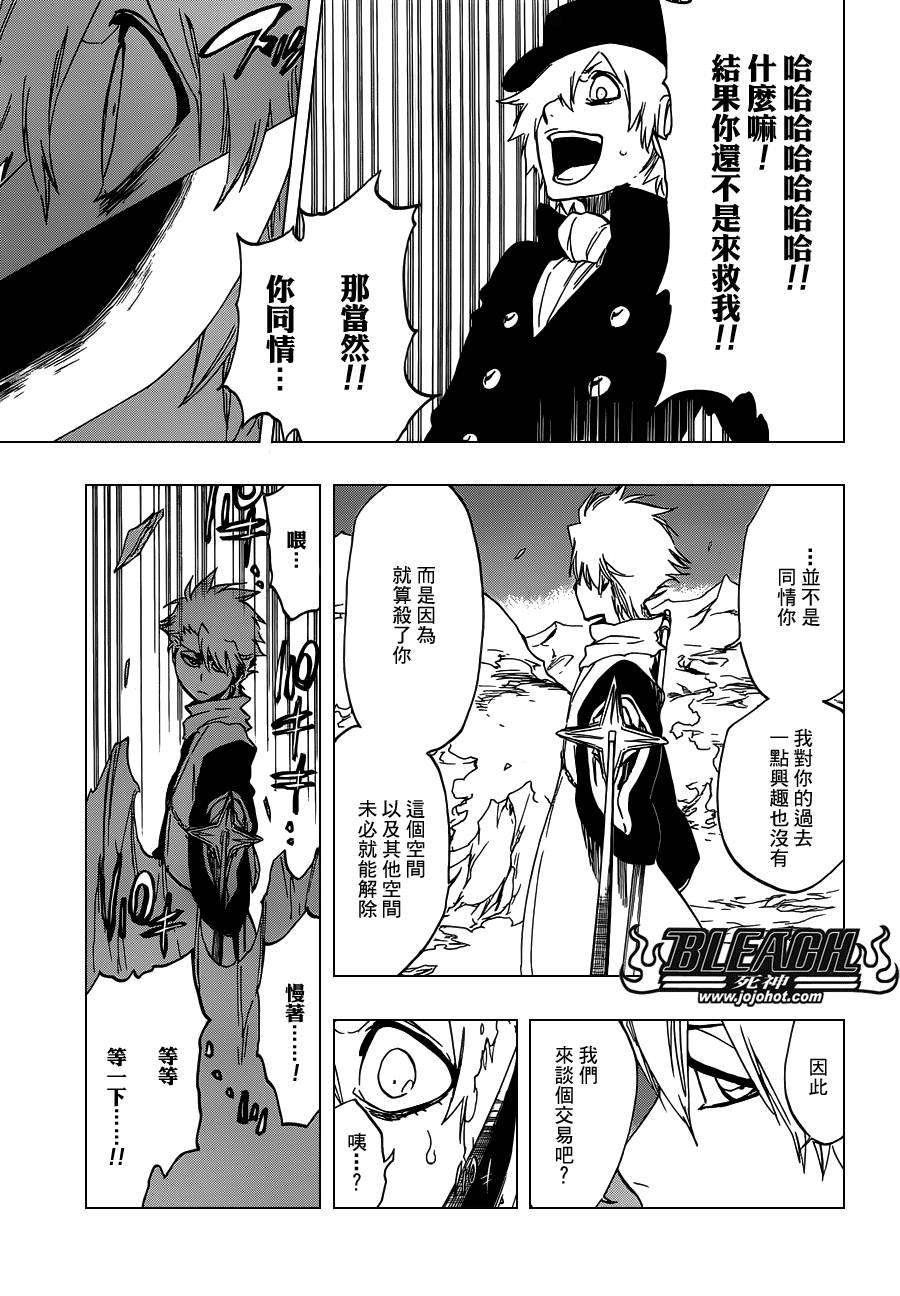 哈哈哈哈哈哈哈!!
什麼嘛!
結果你還不是來救我!!
那當然!!
你同情…
…並不是
同情你
我對你的過去
一點興趣也沒有
而是因為
就算殺了你
這個空間
以及其他空間
未必就能解除
BLEACH
死神
www.jojohot.com
喂…
慢著……!
等等
等一下……!!
因此
我們
來談個交易吧?
咦…?